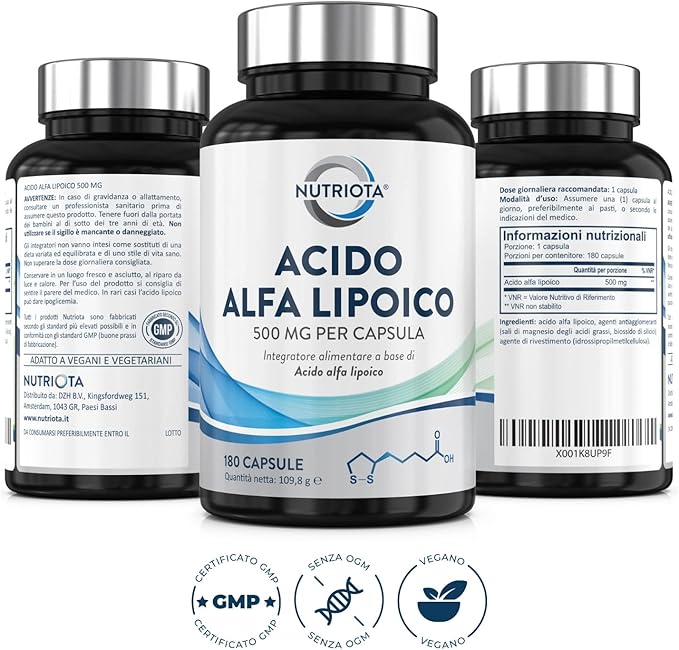 ACIDO ALFA LIPOICO 500 MG
AVVERTENZE: In caso di gravidanza o allattamento,
consultare un professionista sanitario prima di
assumere questo prodotto. Tenere fuori dalla portata
dei bambini al di sotto dei tre anni di età. Non
utilizzare se il sigillo è mancante o danneggiato.
Gli integratori non vanno intesi come sostituti di una
dieta variata ed equilibrata e di uno stile di vita sano.
Non superare la dose giornaliera consigliata.
Conservare in un luogo fresco e asciutto, al riparo da
luce e calore. Per l'uso del prodotto si consiglia di
sentire il parere del medico. In rari casi l'acido lipoico
può dare ipoglicemia.
Tutti i prodotti Nutriota sono fabbricati
secondo gli standard più elevati possibili e in
conformità con gli standard GMP (buone prassi
di fabbricazione).
GMP
ADATTO A VEGANI E VEGETARIANI
NUTRIOTA
Distribuito da: DZH B.V., Kingsfordweg 151,
Amsterdam, 1043 GR, Paesi Bassi
www.nutriota.it
DA CONSUMARSI PREFERIBILMENTE ENTRO IL LOTTO
NUTRIOTA®
ACIDO
ALFA LIPOICO
500 MG PER CAPSULA
Integratore alimentare a base di
Acido alfa lipoico
180 CAPSULE
Quantità netta: 109,8 g e
O
OH
S-S
Dose giornaliera raccomandata: 1 capsula
Modalità d'uso: Assumere una (1) capsula al
giorno, preferibilmente ai pasti, o secondo le
indicazioni del medico.
Informazioni nutrizionali
Porzione: 1 capsula
Porzioni per contenitore: 180 capsule
Quantità per porzione % VNR*
Acido alfa lipoico 500 mg **
* VNR = Valore Nutritivo di Riferimento
** VNR non stabilito
Ingredienti: acido alfa lipoico, agenti antiagglomeranti
(sali di magnesio degli acidi grassi, biossido di silicio),
agente di rivestimento (idrossipropilmetilcellulosa).
X001K8UP9F
CERTIFICATO GMP
GMP
CERTIFICATO GMP
SENZA OGM
SENZA OGM
VEGANO
VEGANO